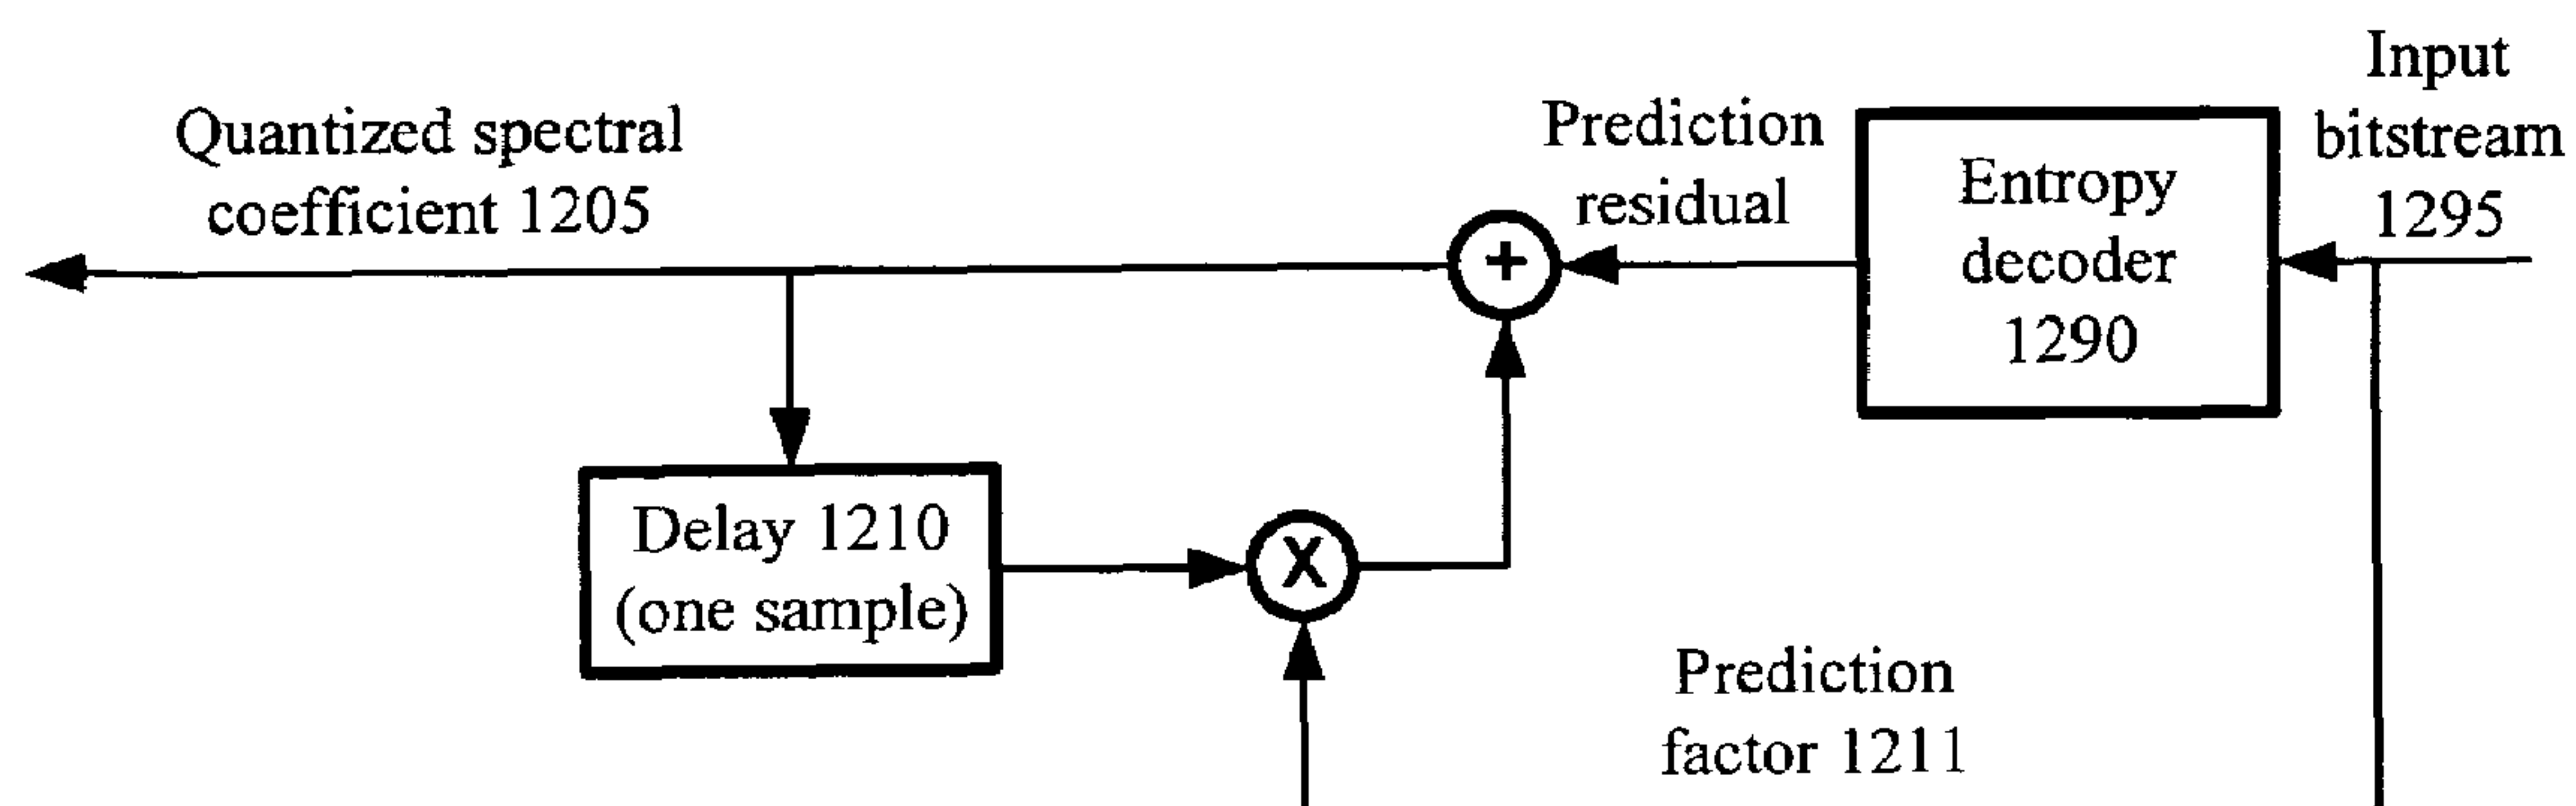 Quantized spectral
coefficient 1205
Prediction
residual
Entropy
decoder
1290
Input
bitstream
1295
+
Delay 1210
(one sample)
X
Prediction
factor 1211